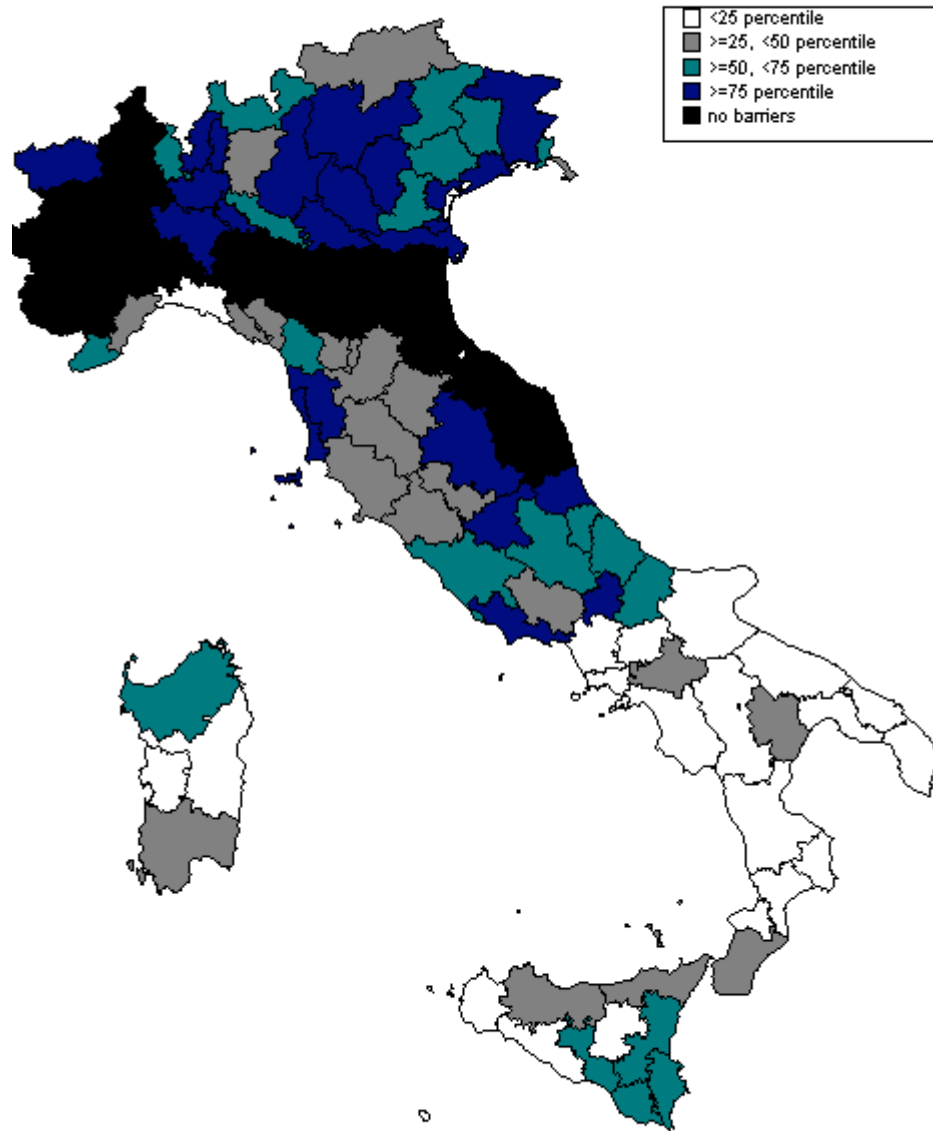 <25 percentile
>=25, <50 percentile
>=50, <75 percentile
>=75 percentile
no barriers